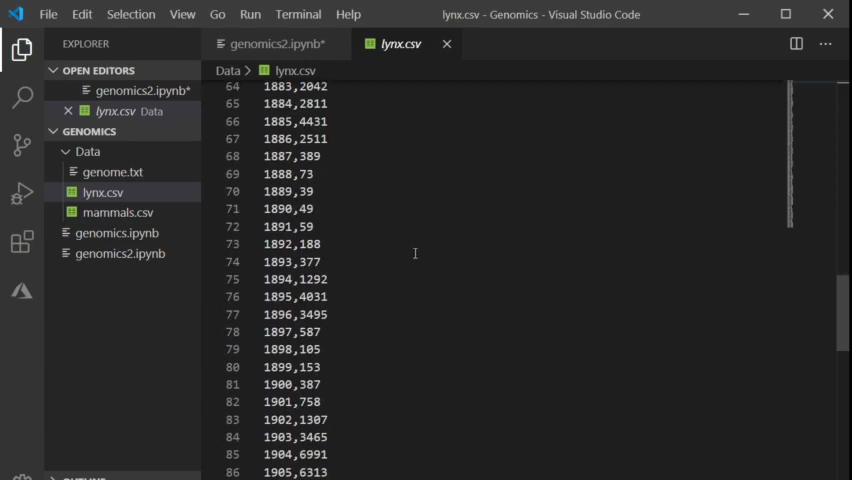 File Edit Selection View Go Run Terminal Help
lynx.csv - Genomics - Visual Studio Code
EXPLORER
genomics2.ipynb*
lynx.csv
OPEN EDITORS
genomics2.ipynb*
lynx.csv Data
GENOMICS
Data
genome.txt
lynx.csv
mammals.csv
genomics.ipynb
genomics2.ipynb
OUTLINE
Data > lynx.csv
64 1883,2042
65 1884,2811
66 1885,4431
67 1886,2511
68 1887,389
69 1888,73
70 1889,39
71 1890,49
72 1891,59
73 1892,188
74 1893,377
75 1894,1292
76 1895,4031
77 1896,3495
78 1897,587
79 1898,105
80 1899,153
81 1900,387
82 1901,758
83 1902,1307
84 1903,3465
85 1904,6991
86 1905,6313